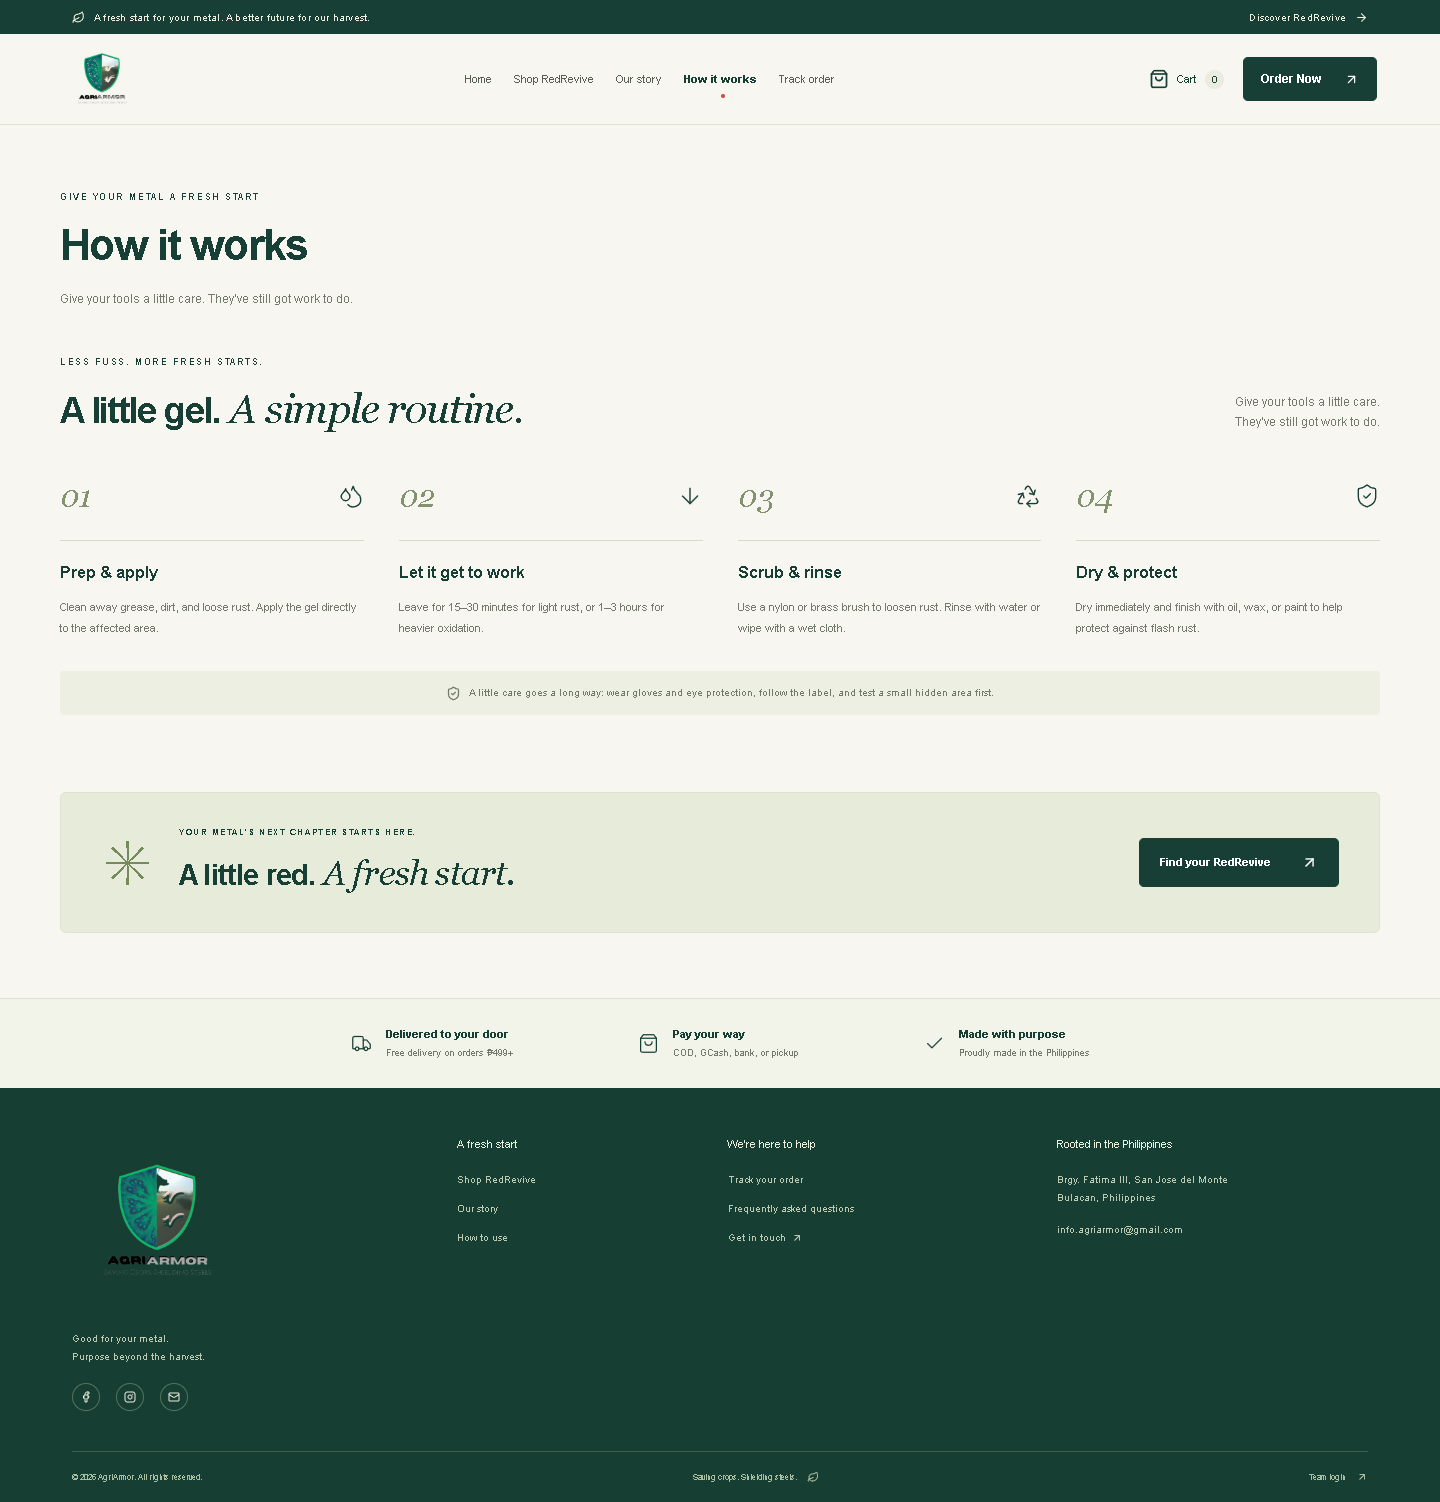 A fresh start for your metal. A better future for our harvest.
Discover RedRevive
AGRIARMOR
Home
Shop RedRevive
Our story
How it works
Track order
Cart
0
Order Now
GIVE YOUR METAL A FRESH START
How it works
Give your tools a little care. They've still got work to do.
LESS FUSS. MORE FRESH STARTS.
A little gel. A simple routine.
Give your tools a little care.
They've still got work to do.
01
Prep & apply
Clean away grease, dirt, and loose rust. Apply the gel directly
to the affected area.
02
Let it get to work
Leave for 15–30 minutes for light rust, or 1–3 hours for
heavier oxidation.
03
Scrub & rinse
Use a nylon or brass brush to loosen rust. Rinse with water or
wipe with a wet cloth.
04
Dry & protect
Dry immediately and finish with oil, wax, or paint to help
protect against flash rust.
A little care goes a long way: wear gloves and eye protection, follow the label, and test a small hidden area first.
YOUR METAL'S NEXT CHAPTER STARTS HERE.
A little red. A fresh start.
Find your RedRevive
Delivered to your door
Free delivery on orders ₱499+
Pay your way
COD, GCash, bank, or pickup
Made with purpose
Proudly made in the Philippines
AGRIARMOR
Good for your metal.
Purpose beyond the harvest.
A fresh start
Shop RedRevive
Our story
How to use
We're here to help
Track your order
Frequently asked questions
Get in touch
Rooted in the Philippines
Brgy. Fatima III, San Jose del Monte
Bulacan, Philippines
info.agriarmor@gmail.com
© 2026 AgriArmor. All rights reserved.
Saving crops. Shielding steels.
Team login